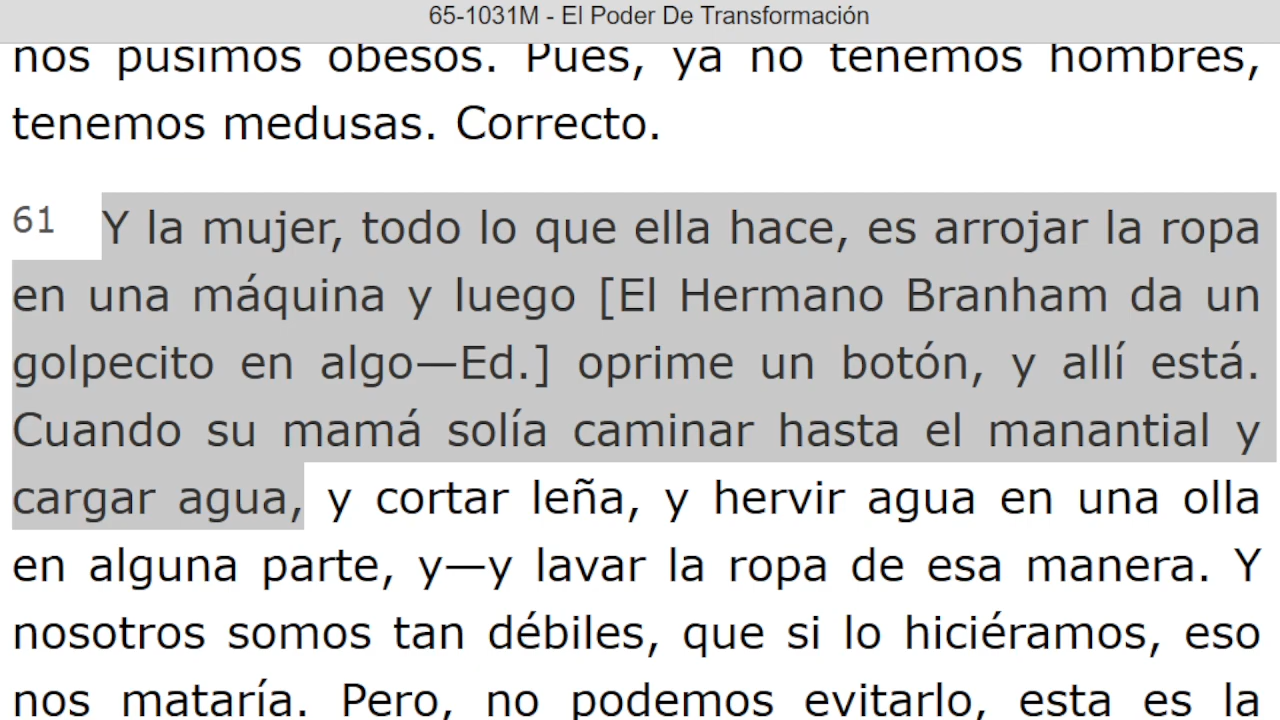 65-1031M - El Poder De Transformación
nos pusimos obesos. Pues, ya no tenemos hombres,
tenemos medusas. Correcto.
61 Y la mujer, todo lo que ella hace, es arrojar la ropa
en una máquina y luego [El Hermano Branham da un
golpecito en algo—Ed.] oprime un botón, y allí está.
Cuando su mamá solía caminar hasta el manantial y
cargar agua, y cortar leña, y hervir agua en una olla
en alguna parte, y—y lavar la ropa de esa manera. Y
nosotros somos tan débiles, que si lo hiciéramos, eso
nos mataría. Pero, no podemos evitarlo, esta es la